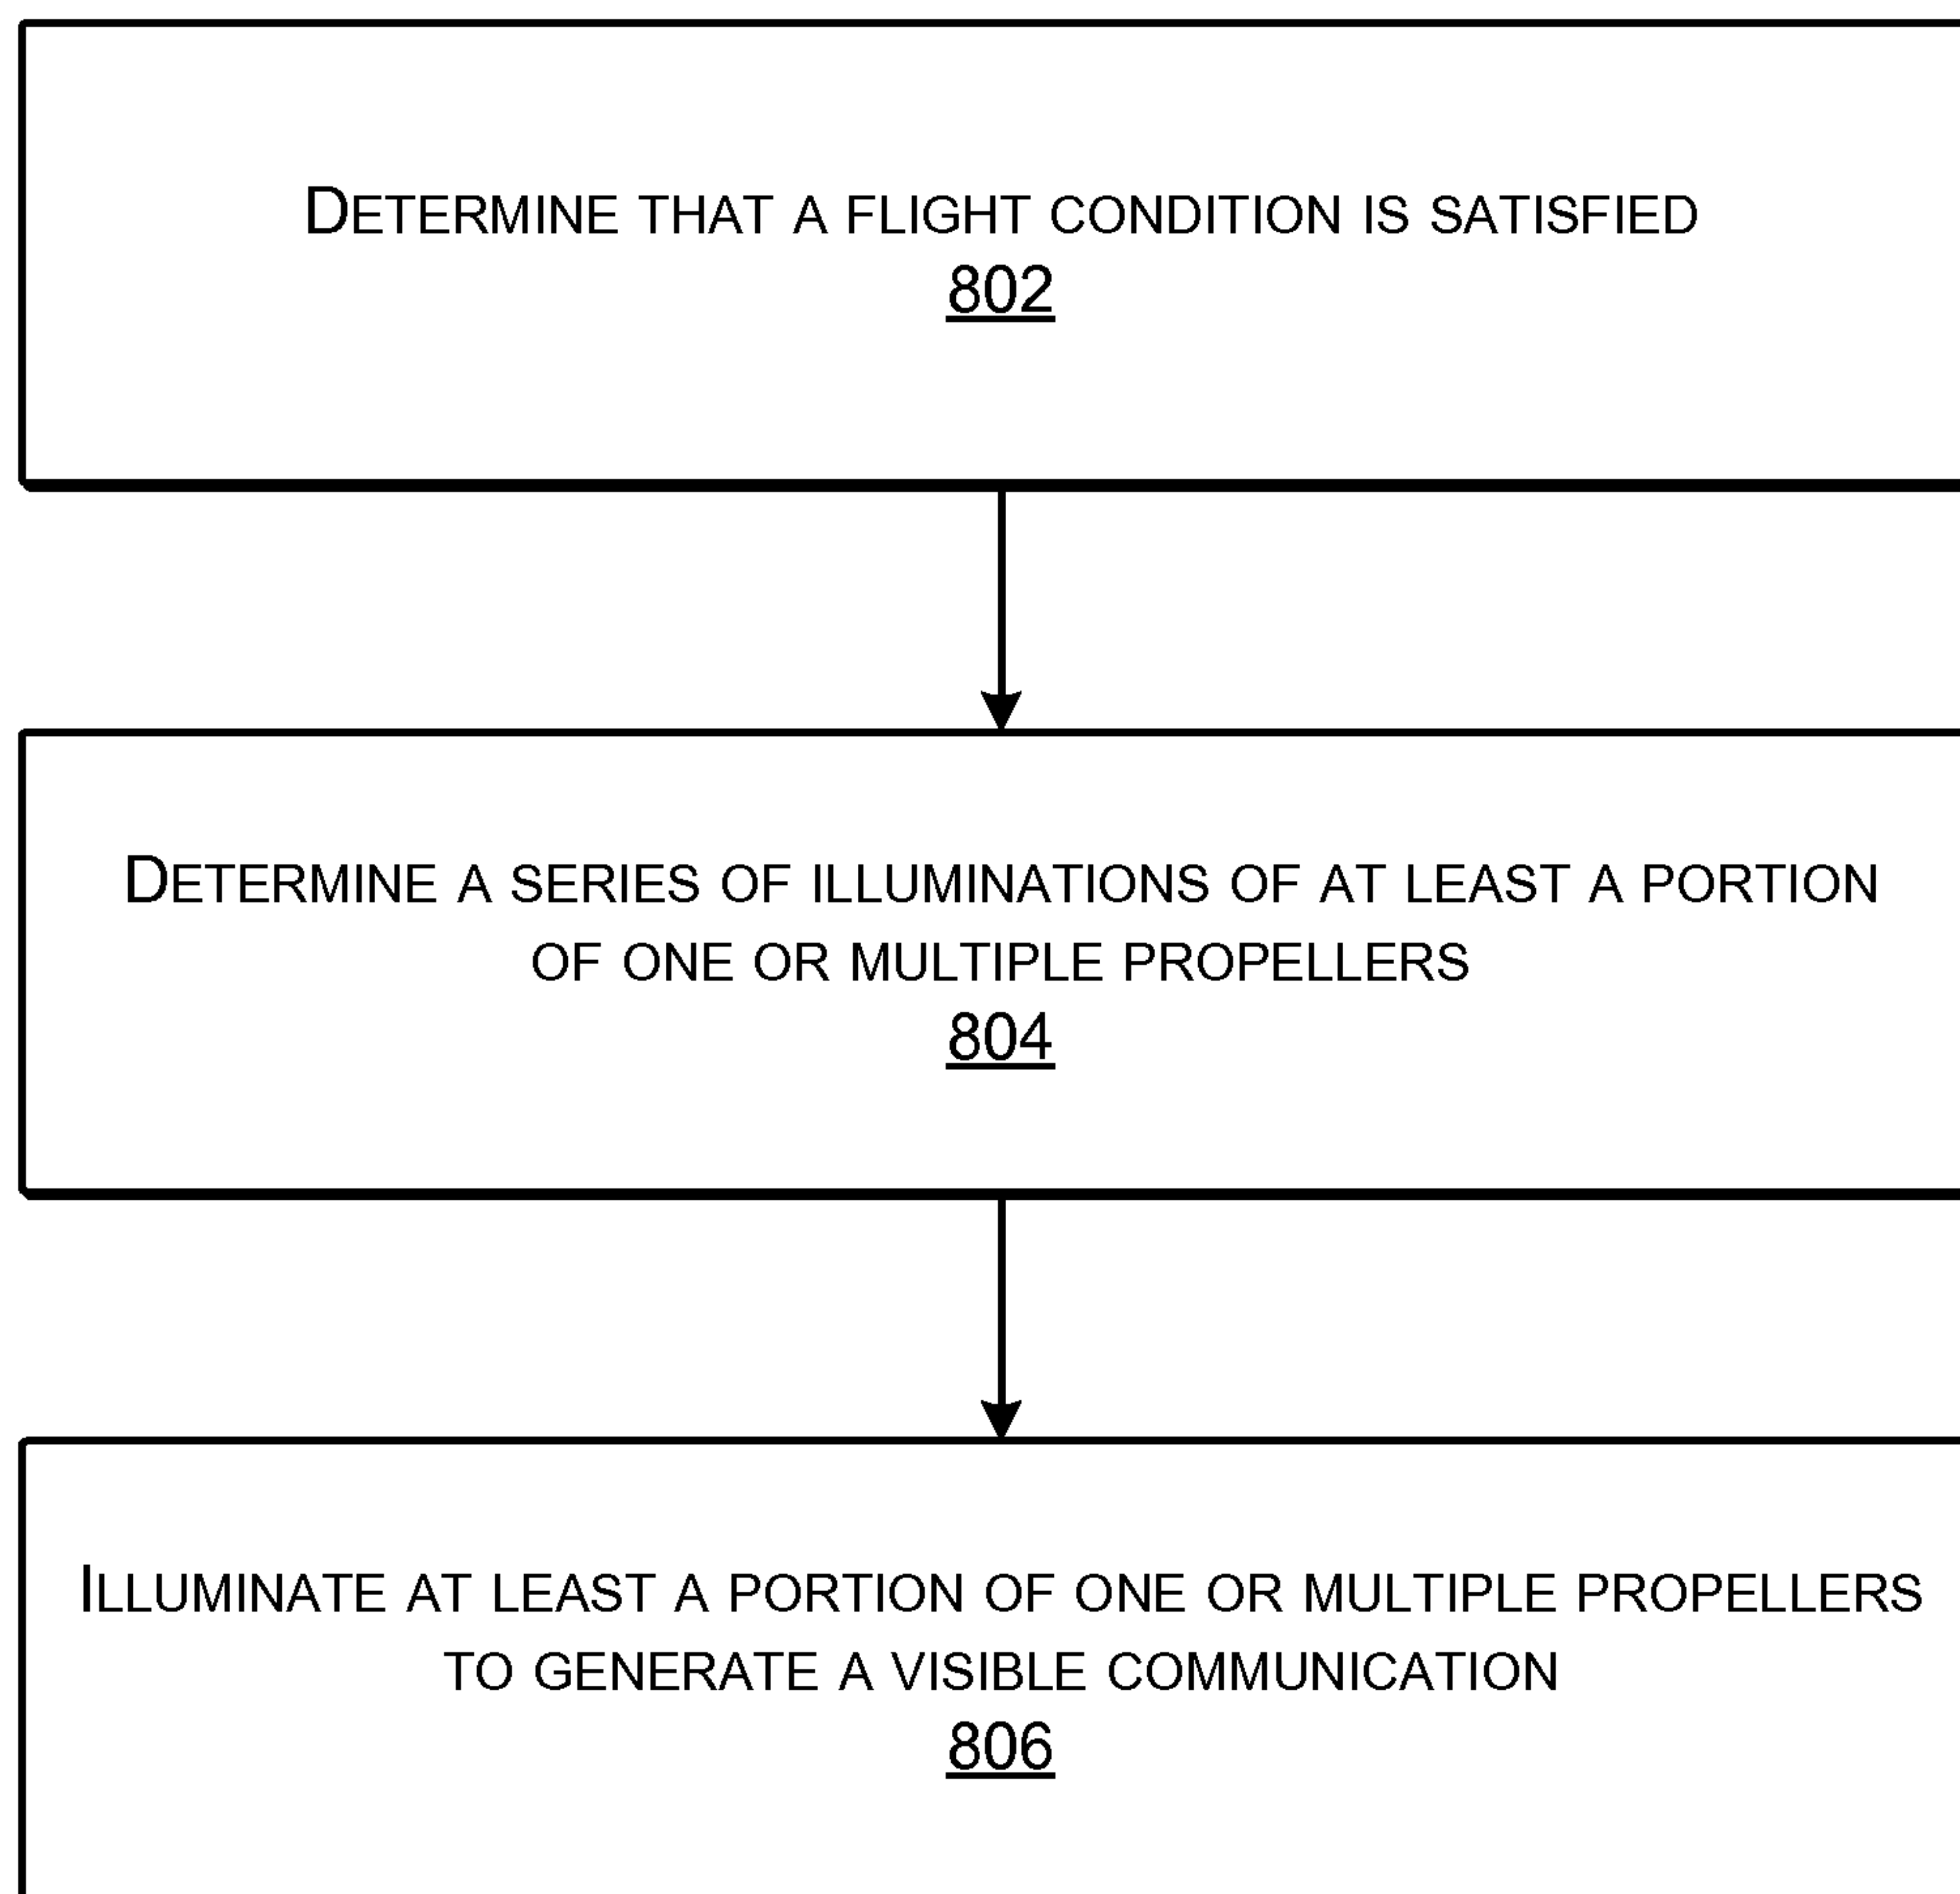 Determine that a flight condition is satisfied
802
Determine a series of illuminations of at least a portion
of one or multiple propellers
804
Illuminate at least a portion of one or multiple propellers
to generate a visible communication
806